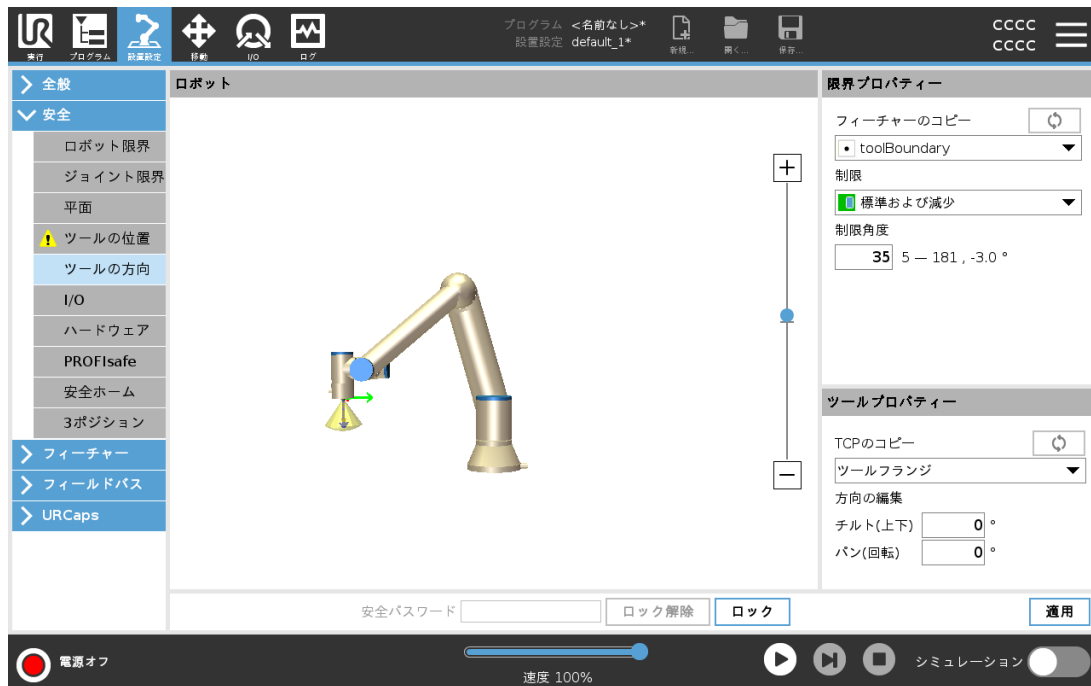 プログラム <名前なし>*
設置設定 default_1*
CCCC
CCCC
実行 プログラム 設置設定 移動 I/O ログ
新規... 開く... 保存...
全般
安全
ロボット限界
ジョイント限界
平面
ツールの位置
ツールの方向
I/O
ハードウェア
PROFIsafe
安全ホーム
3ポジション
フィーチャー
フィールドバス
URCaps
ロボット
+
−
安全パスワード ロック解除 ロック
限界プロパティー
フィーチャーのコピー
toolBoundary
制限
標準および減少
制限角度
35 5 — 181 , -3.0 °
ツールプロパティー
TCPのコピー
ツールフランジ
方向の編集
チルト(上下) 0 °
パン(回転) 0 °
適用
電源オフ
速度 100%
シミュレーション